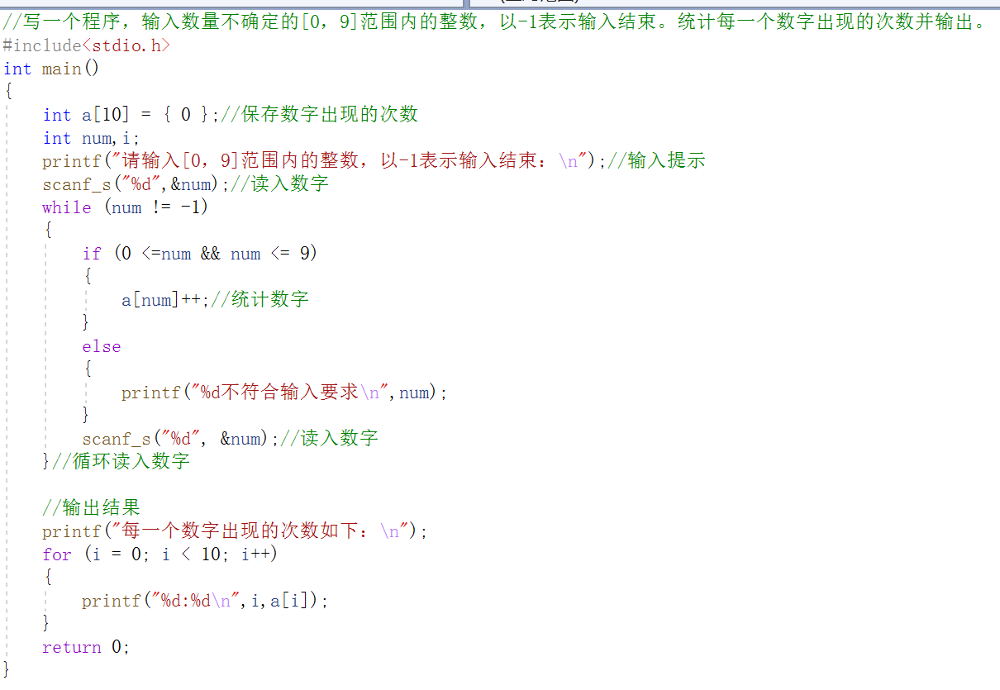 //写一个程序，输入数量不确定的[0，9]范围内的整数，以-1表示输入结束。统计每一个数字出现的次数并输出。
#include<stdio.h>
int main()
{
    int a[10] = { 0 };//保存数字出现的次数
    int num,i;
    printf("请输入[0，9]范围内的整数，以-1表示输入结束：\n");//输入提示
    scanf_s("%d",&num);//读入数字
    while (num != -1)
    {
        if (0 <=num && num <= 9)
        {
            a[num]++;//统计数字
        }
        else
        {
            printf("%d不符合输入要求\n",num);
        }
        scanf_s("%d", &num);//读入数字
    }//循环读入数字

    //输出结果
    printf("每一个数字出现的次数如下：\n");
    for (i = 0; i < 10; i++)
    {
        printf("%d:%d\n",i,a[i]);
    }
    return 0;
}